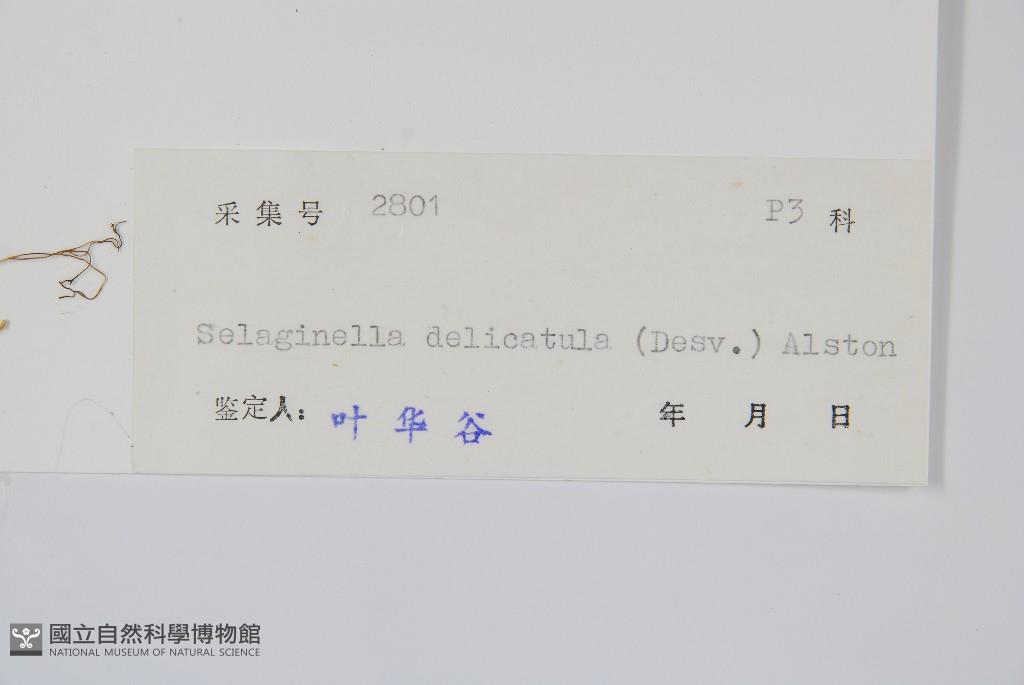 采集号 2801 P3 科
Selaginella delicatula (Desv.) Alston
鉴定人: 叶华谷 年 月 日
國立自然科學博物館
NATIONAL MUSEUM OF NATURAL SCIENCE